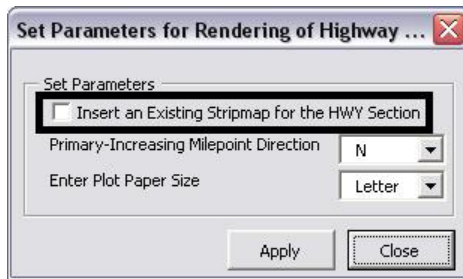 Set Parameters for Rendering of Highway ...
Set Parameters
Insert an Existing Stripmap for the HWY Section
Primary-Increasing Milepoint Direction N
Enter Plot Paper Size Letter
Apply Close